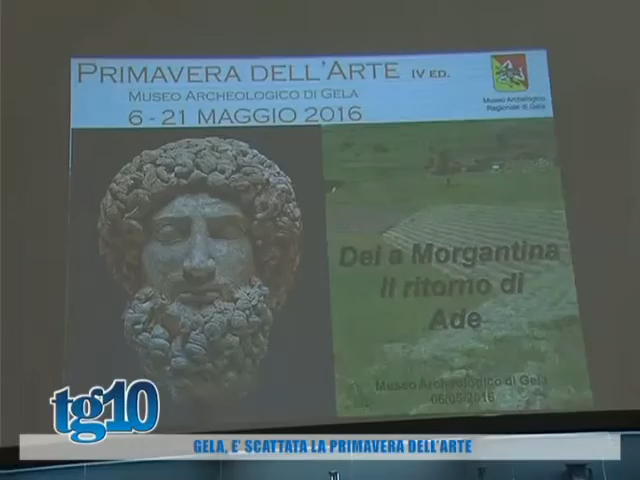 PRIMAVERA DELL'ARTE IV ED.
MUSEO ARCHEOLOGICO DI GELA
6 - 21 MAGGIO 2016
Museo Archeologico
Regionale di Gela
Dei a Morgantina
Il ritorno di
Ade
Museo Archeologico di Gela
06/05/2016
tg10
GELA, E' SCATTATA LA PRIMAVERA DELL'ARTE